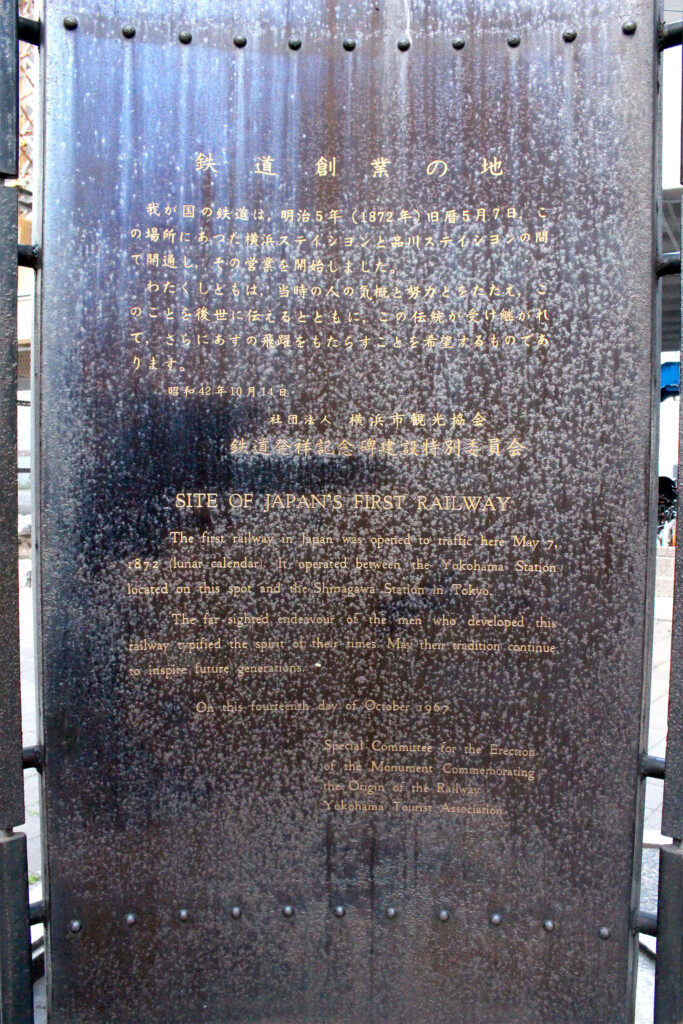 鉄道創業の地
我が国の鉄道は,明治5年(1872年)旧暦5月7日,こ
の場所にあつた横浜ステイシヨンと品川ステイシヨンの間
で開通し,その営業を開始しました。
わたくしどもは,当時の人の気概と努力とをたたえ,こ
のことを後世に伝えるとともに,この伝統が受け継がれ
て,さらにあすの飛躍をもたらすことを希望するものであ
ります。
昭和42年10月14日
社団法人 横浜市観光協会
鉄道発祥記念碑建設特別委員会
SITE OF JAPAN'S FIRST RAILWAY
The first railway in Japan was opened to traffic here May 7,
1872 (lunar calendar). It operated between the Yokohama Station
located on this spot and the Shinagawa Station in Tokyo.
The far-sighted endeavour of the men who developed this
railway typified the spirit of their times. May their tradition continue
to inspire future generations.
On this fourteenth day of October 1967.
Special Committee for the Erection
of the Monument Commemorating
the Origin of the Railway.
Yokohama Tourist Association.